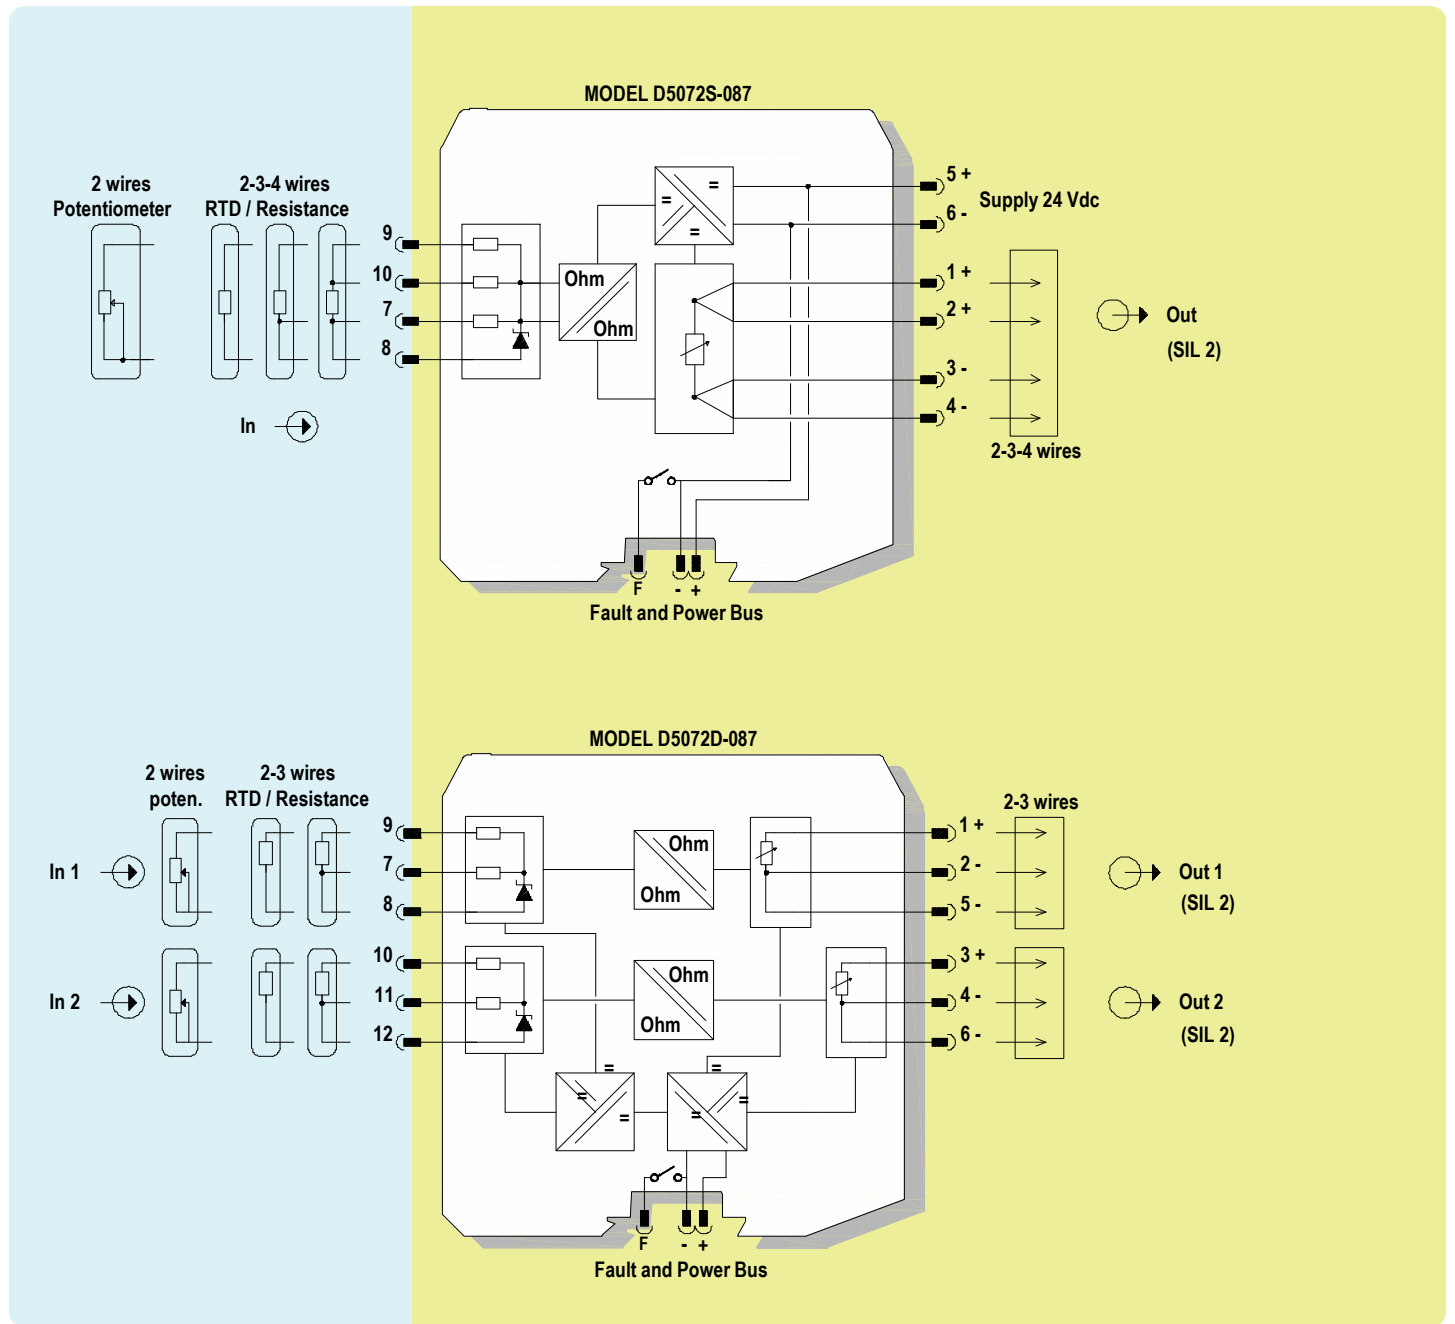 MODEL D5072S-087
2 wires
Potentiometer
2-3-4 wires
RTD / Resistance
9
10
7
8
In
Ohm
Ohm
=
=
=
5 +
6 -
Supply 24 Vdc
1 +
2 +
3 -
4 -
2-3-4 wires
Out
(SIL 2)
F
- +
Fault and Power Bus
MODEL D5072D-087
2 wires
poten.
2-3 wires
RTD / Resistance
In 1
9
7
8
In 2
10
11
12
Ohm
Ohm
Ohm
Ohm
=
=
=
=
=
=
1 +
2 -
5 -
3 +
4 -
6 -
2-3 wires
Out 1
(SIL 2)
Out 2
(SIL 2)
F
- +
Fault and Power Bus